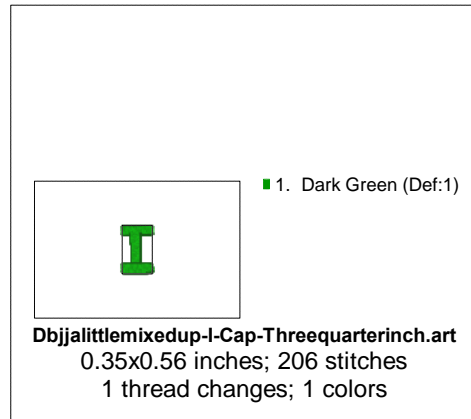 1. Dark Green (Def:1)
I
Dbjjalittlemixedup-I-Cap-Threequarterinch.art
0.35x0.56 inches; 206 stitches
1 thread changes; 1 colors